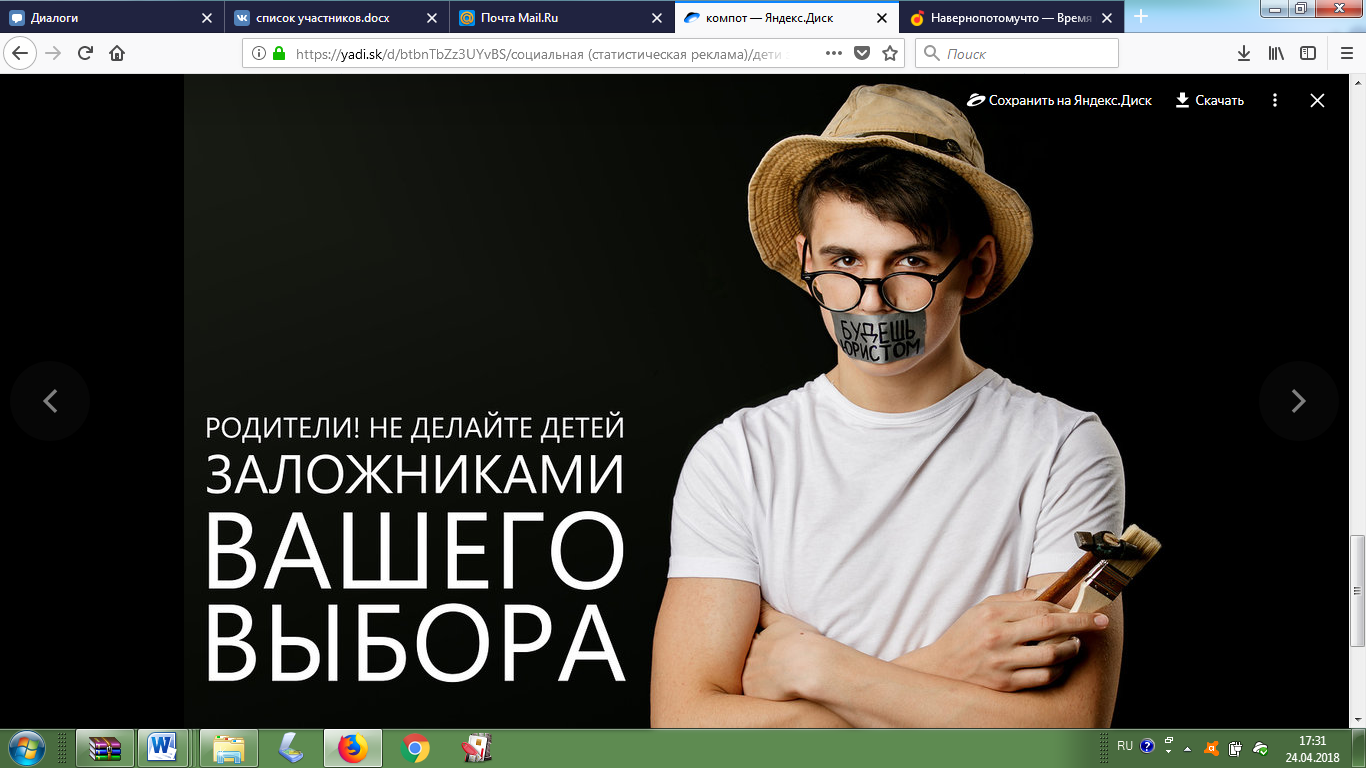 Диалоги
список участников.docx
Почта Mail.Ru
компот — Яндекс.Диск
Навернопотомучто — Время
https://yadi.sk/d/btbnTbZz3UYvBS/социальная (статистическая реклама)/дети
Поиск
Сохранить на Яндекс.Диск
Скачать
БУДЕШЬ
ЮРИСТОМ
РОДИТЕЛИ! НЕ ДЕЛАЙТЕ ДЕТЕЙ
ЗАЛОЖНИКАМИ
ВАШЕГО
ВЫБОРА
RU
17:31
24.04.2018